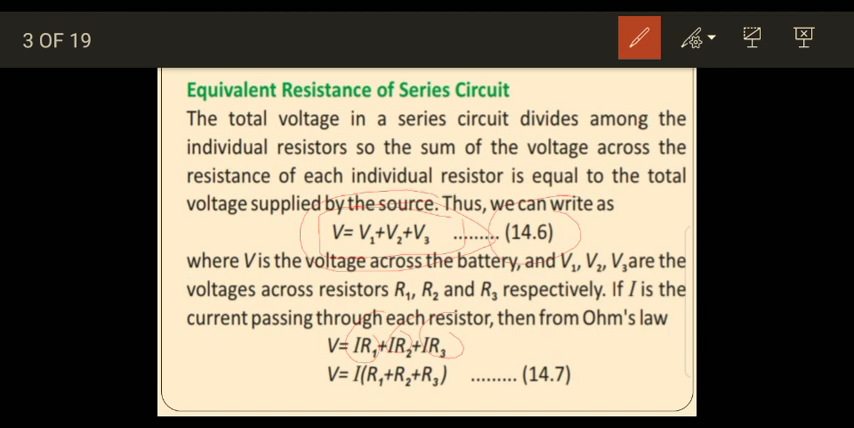 3 OF 19
Equivalent Resistance of Series Circuit
The total voltage in a series circuit divides among the
individual resistors so the sum of the voltage across the
resistance of each individual resistor is equal to the total
voltage supplied by the source. Thus, we can write as
V= V₁+V₂+V₃ ......... (14.6)
where V is the voltage across the battery, and V₁, V₂, V₃are the
voltages across resistors R₁, R₂ and R₃ respectively. If I is the
current passing through each resistor, then from Ohm's law
V= IR₁+IR₂+IR₃
V= I(R₁+R₂+R₃) ......... (14.7)